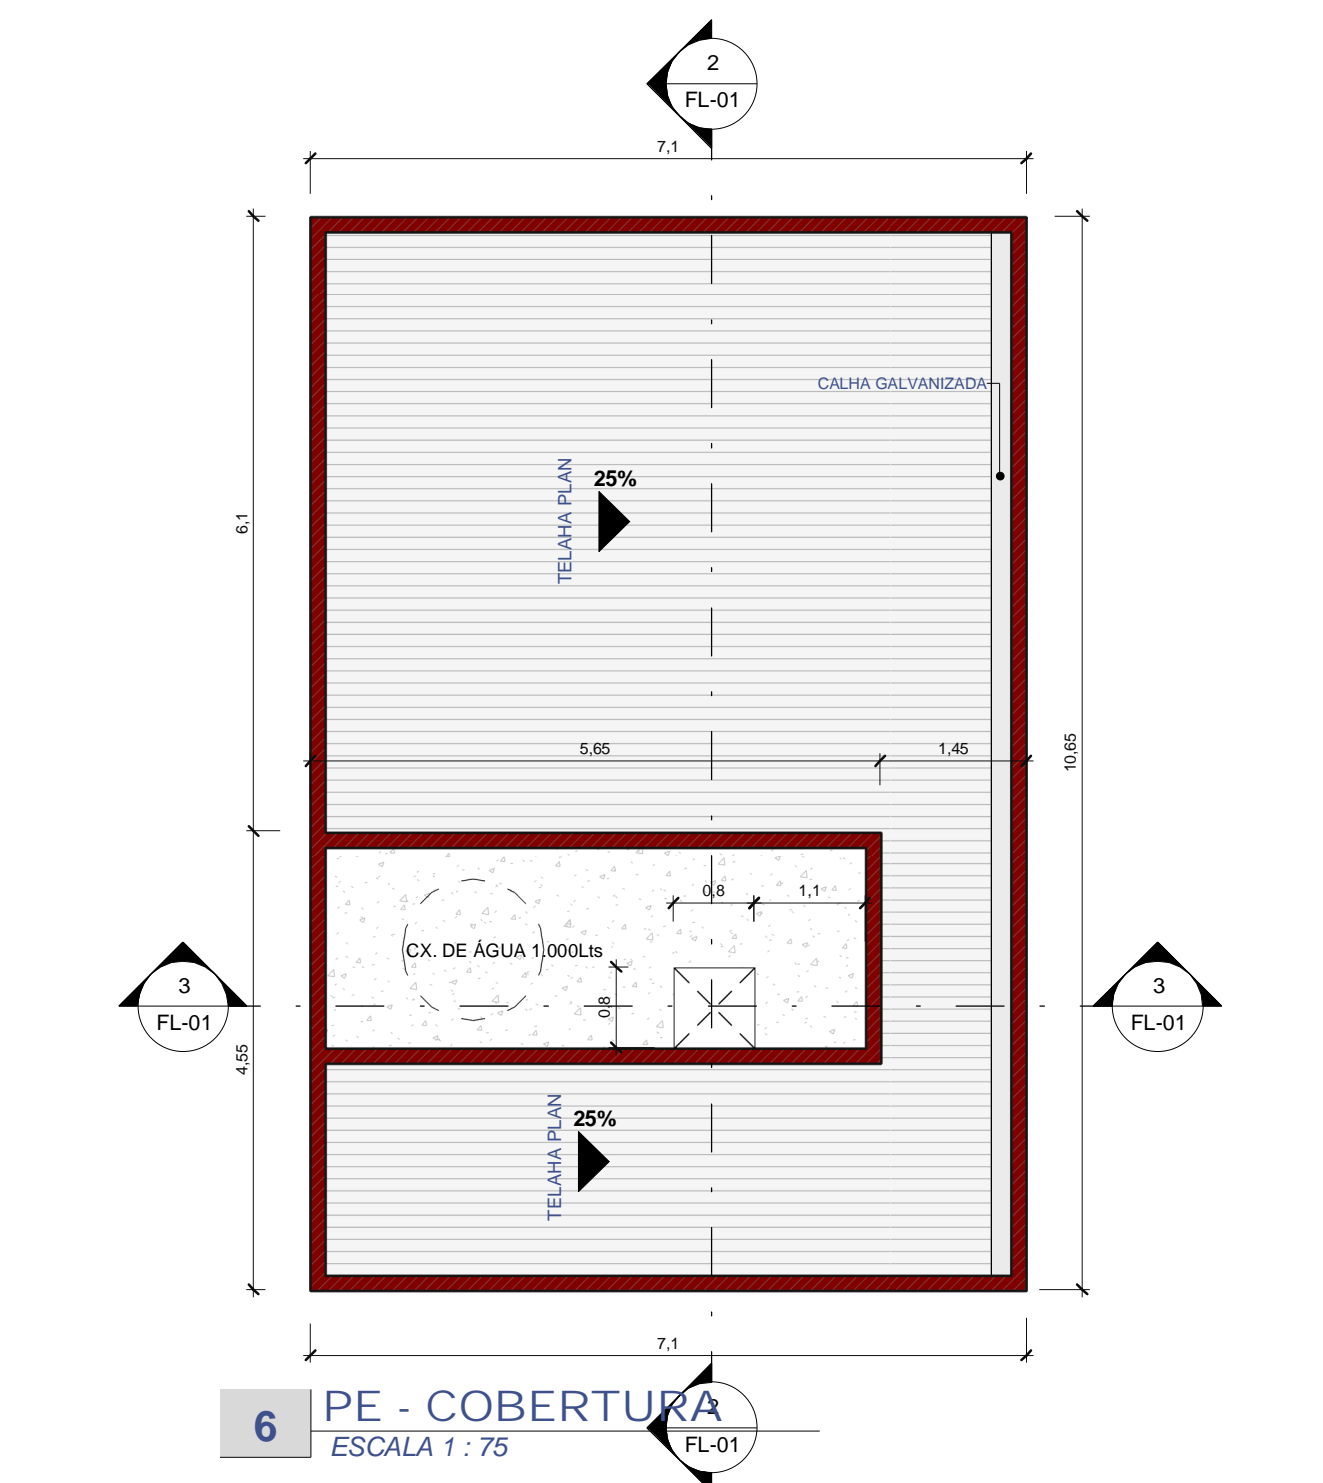 2
FL-01
7,1
CALHA GALVANIZADA
TELAHA PLAN
25%
6,1
5,65
1,45
10,65
0,8
1,1
CX. DE ÁGUA 1.000Lts
0,8
3
FL-01
3
FL-01
4,55
TELAHA PLAN
25%
7,1
6
PE - COBERTURA
ESCALA 1 : 75
2
FL-01